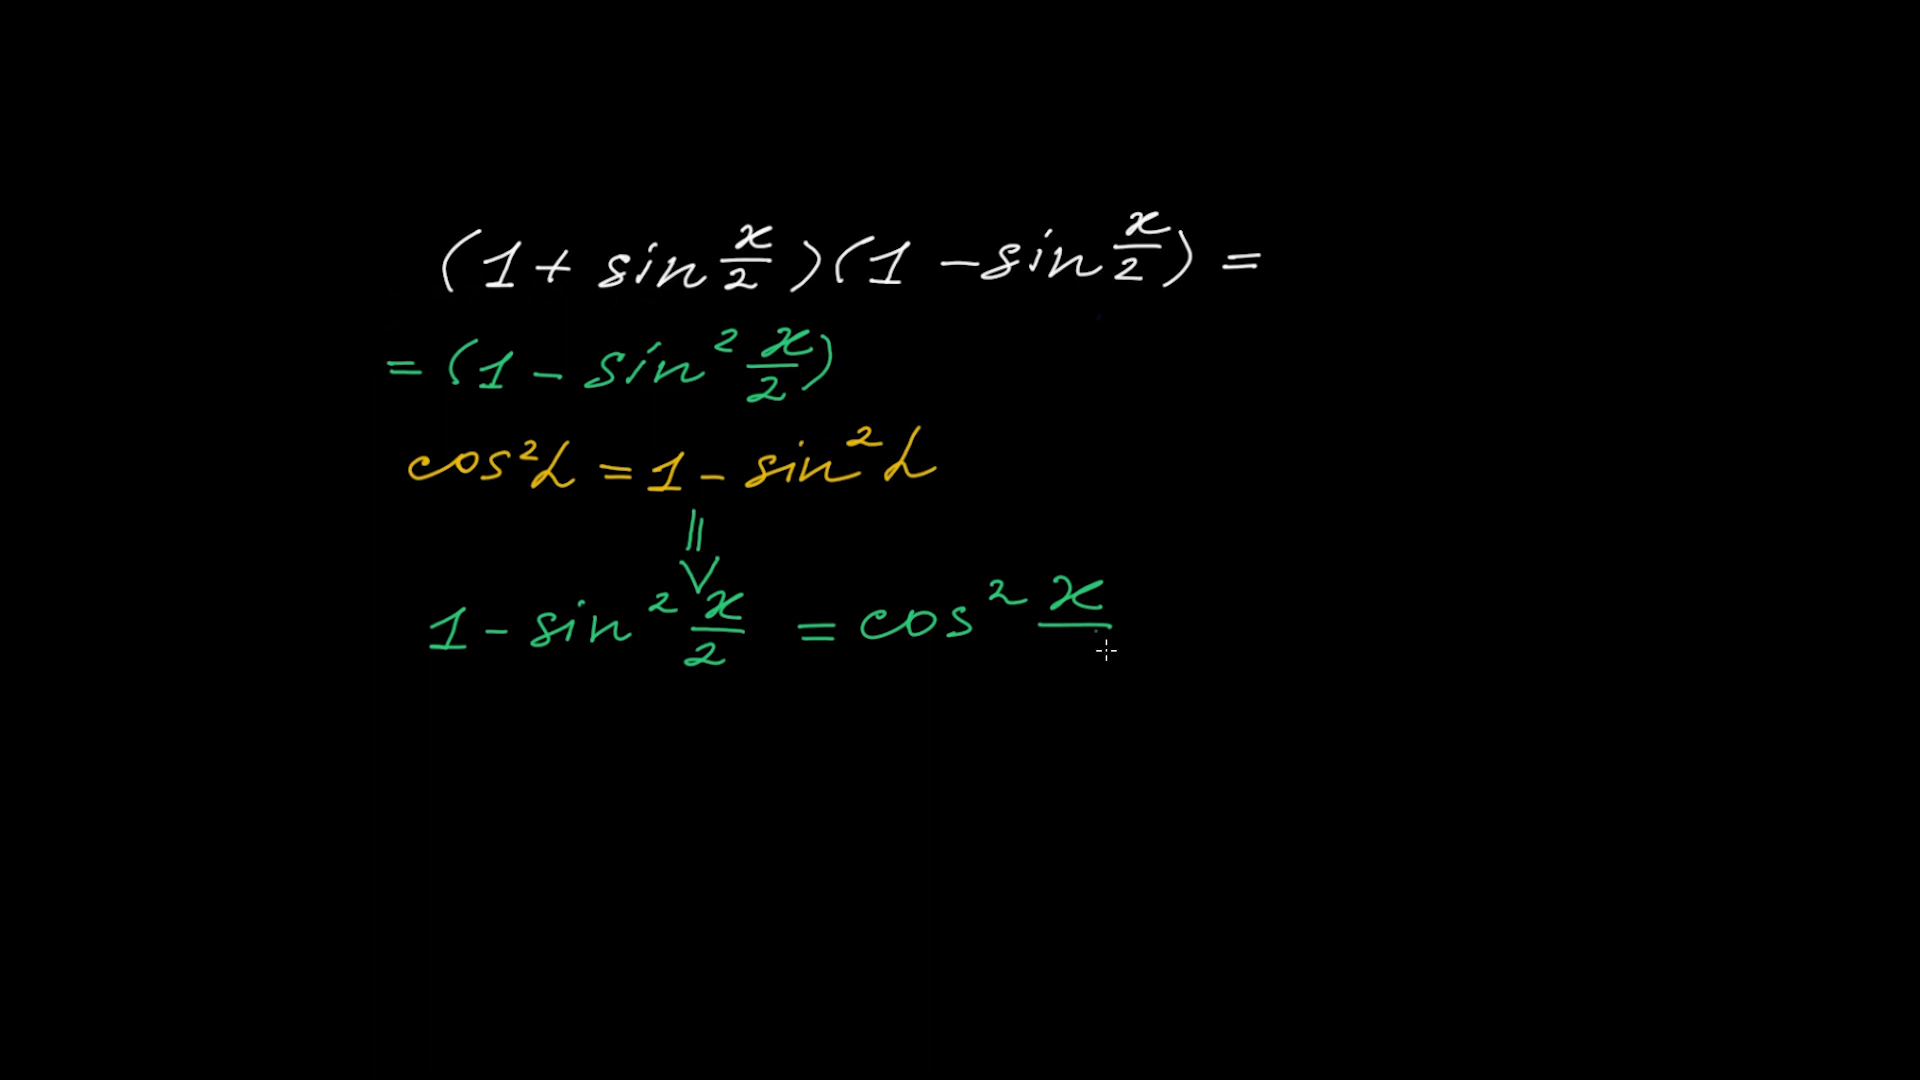 (1 + sin x/2)(1 - sin x/2) =
= (1 - sin² x/2)
cos²α = 1 - sin²α
1 - sin² x/2 = cos² x/